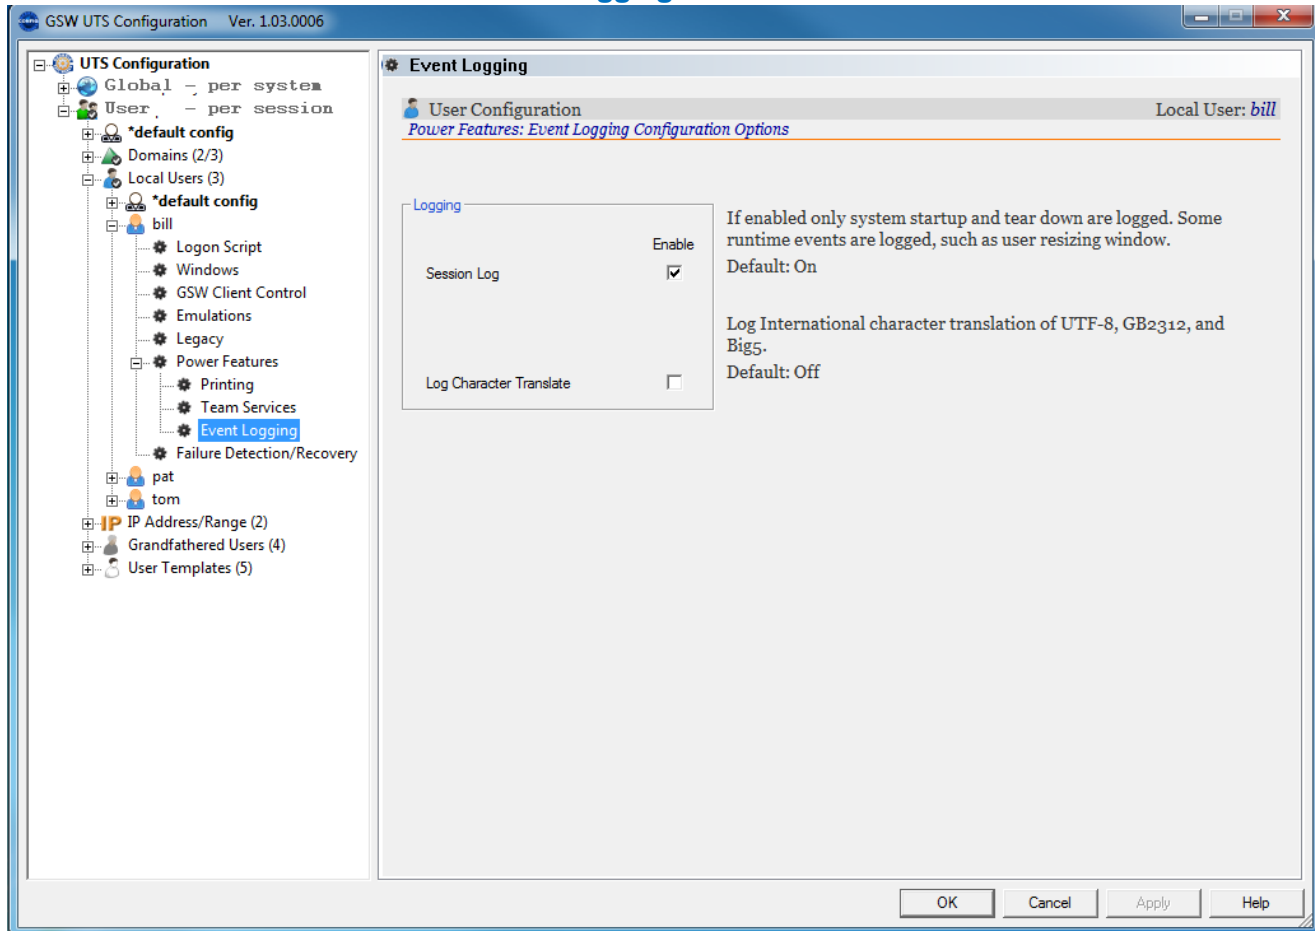 gging
GSW UTS Configuration Ver. 1.03.0006
UTS Configuration
Global - per system
User - per session
*default config
Domains (2/3)
Local Users (3)
*default config
bill
Logon Script
Windows
GSW Client Control
Emulations
Legacy
Power Features
Printing
Team Services
Event Logging
Failure Detection/Recovery
pat
tom
IP IP Address/Range (2)
Grandfathered Users (4)
User Templates (5)
Event Logging
User Configuration Local User: bill
Power Features: Event Logging Configuration Options
Logging
Enable
Session Log
Log Character Translate
If enabled only system startup and tear down are logged. Some
runtime events are logged, such as user resizing window.
Default: On
Log International character translation of UTF-8, GB2312, and
Big5.
Default: Off
OK Cancel Apply Help